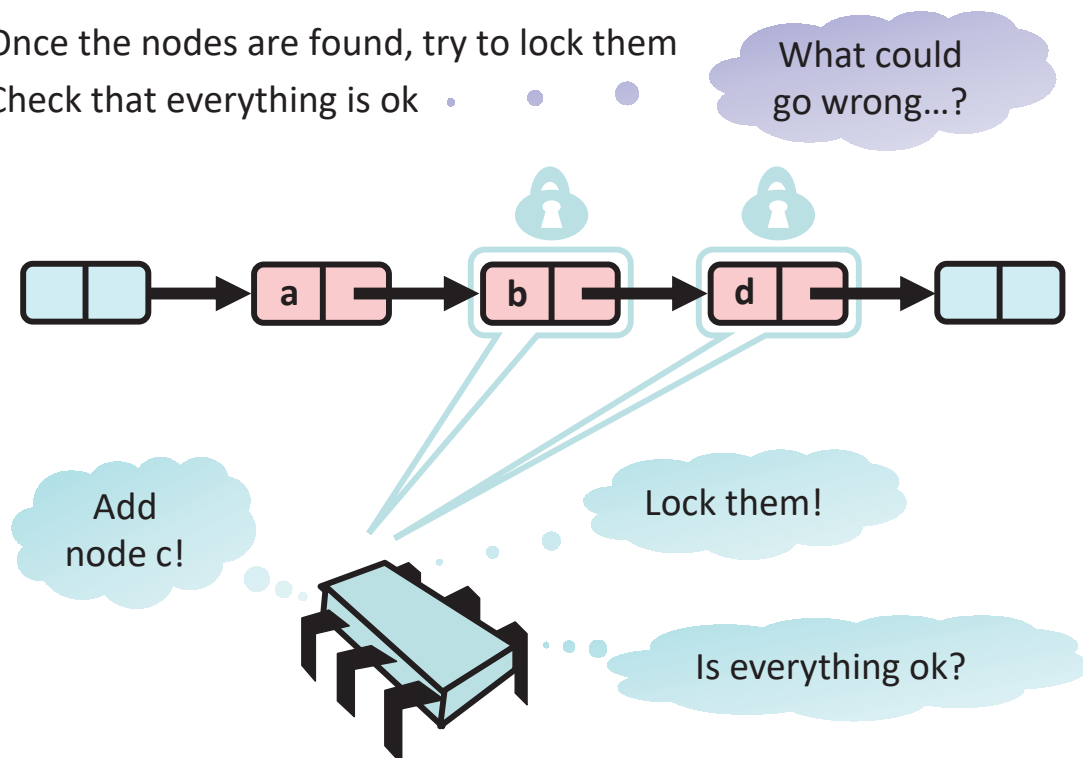 Once the nodes are found, try to lock them
Check that everything is ok
What could
go wrong...?
a
b
d
Add
node c!
Lock them!
Is everything ok?